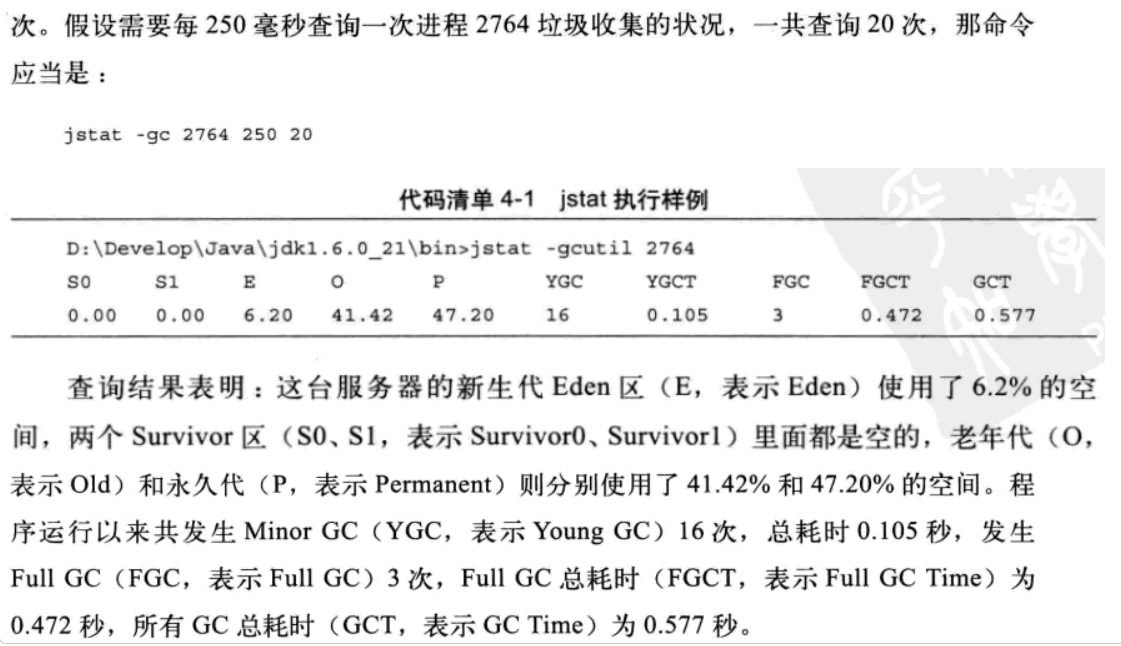 次。假设需要每 250 毫秒查询一次进程 2764 垃圾收集的状况，一共查询 20 次，那命令
应当是：
jstat -gc 2764 250 20
代码清单 4-1 jstat 执行样例
D:\Develop\Java\jdk1.6.0_21\bin>jstat -gcutil 2764
S0 S1 E O P YGC YGCT FGC FGCT GCT
0.00 0.00 6.20 41.42 47.20 16 0.105 3 0.472 0.577
查询结果表明：这台服务器的新生代 Eden 区（E，表示 Eden）使用了 6.2% 的空
间，两个 Survivor 区（S0、S1，表示 Survivor0、Survivor1）里面都是空的，老年代（O，
表示 Old）和永久代（P，表示 Permanent）则分别使用了 41.42% 和 47.20% 的空间。程
序运行以来共发生 Minor GC（YGC，表示 Young GC）16 次，总耗时 0.105 秒，发生
Full GC（FGC，表示 Full GC）3 次，Full GC 总耗时（FGCT，表示 Full GC Time）为
0.472 秒，所有 GC 总耗时（GCT，表示 GC Time）为 0.577 秒。